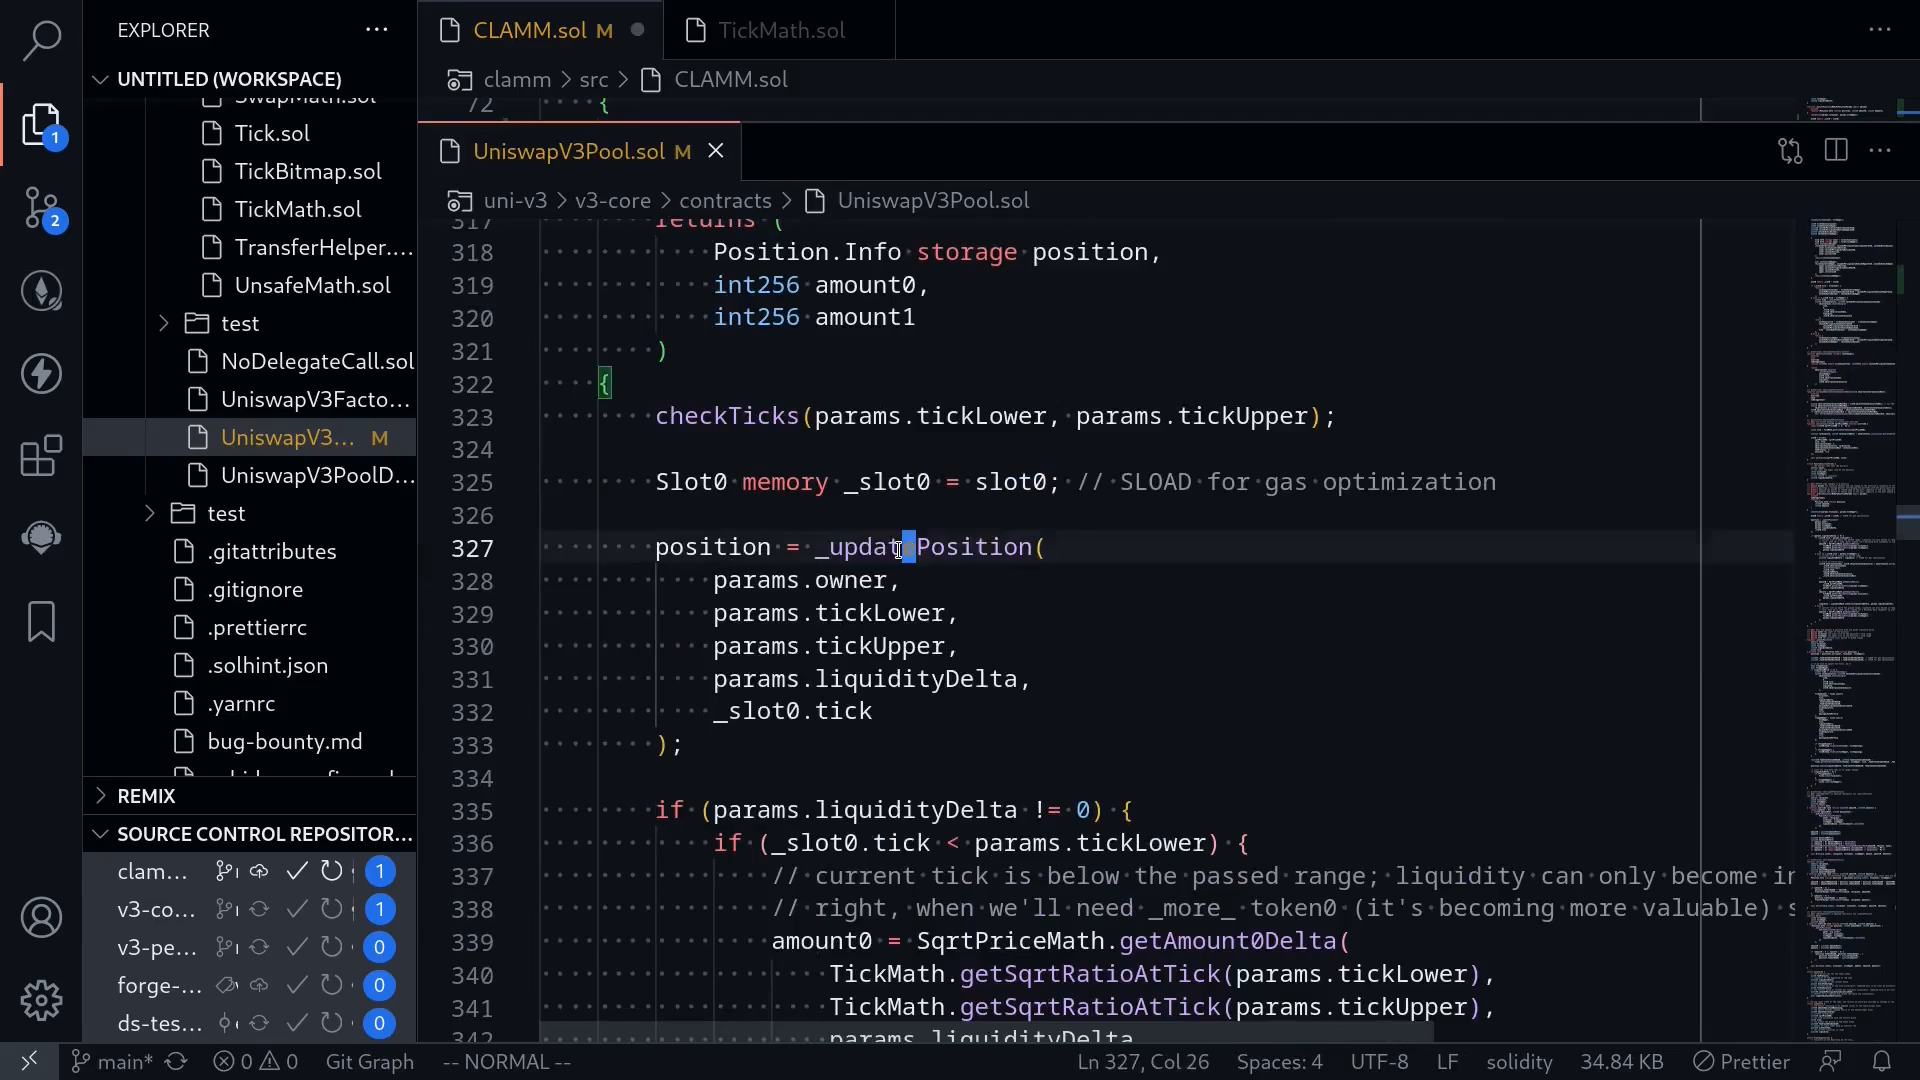 EXPLORER
UNTITLED (WORKSPACE)
SwapMath.sol
Tick.sol
TickBitmap.sol
TickMath.sol
TransferHelper....
UnsafeMath.sol
test
NoDelegateCall.sol
UniswapV3Facto...
UniswapV3... M
UniswapV3PoolD...
test
.gitattributes
.gitignore
.prettierrc
.solhint.json
.yarnrc
bug-bounty.md
REMIX
SOURCE CONTROL REPOSITOR...
clam... 1
v3-co... 1
v3-pe... 0
forge-... 0
ds-tes... 0
1
2
CLAMM.sol M
TickMath.sol
clamm > src > CLAMM.sol
72 {
UniswapV3Pool.sol M
uni-v3 > v3-core > contracts > UniswapV3Pool.sol
317 returns (
318 Position.Info storage position,
319 int256 amount0,
320 int256 amount1
321 )
322 {
323 checkTicks(params.tickLower, params.tickUpper);
324
325 Slot0 memory _slot0 = slot0; // SLOAD for gas optimization
326
327 position = _updatePosition(
328 params.owner,
329 params.tickLower,
330 params.tickUpper,
331 params.liquidityDelta,
332 _slot0.tick
333 );
334
335 if (params.liquidityDelta != 0) {
336 if (_slot0.tick < params.tickLower) {
337 // current tick is below the passed range; liquidity can only become in
338 // right, when we'll need _more_ token0 (it's becoming more valuable) s
339 amount0 = SqrtPriceMath.getAmount0Delta(
340 TickMath.getSqrtRatioAtTick(params.tickLower),
341 TickMath.getSqrtRatioAtTick(params.tickUpper),
342 params.liquidityDelta
main* 0 0 Git Graph -- NORMAL -- Ln 327, Col 26 Spaces: 4 UTF-8 LF solidity 34.84 KB Prettier